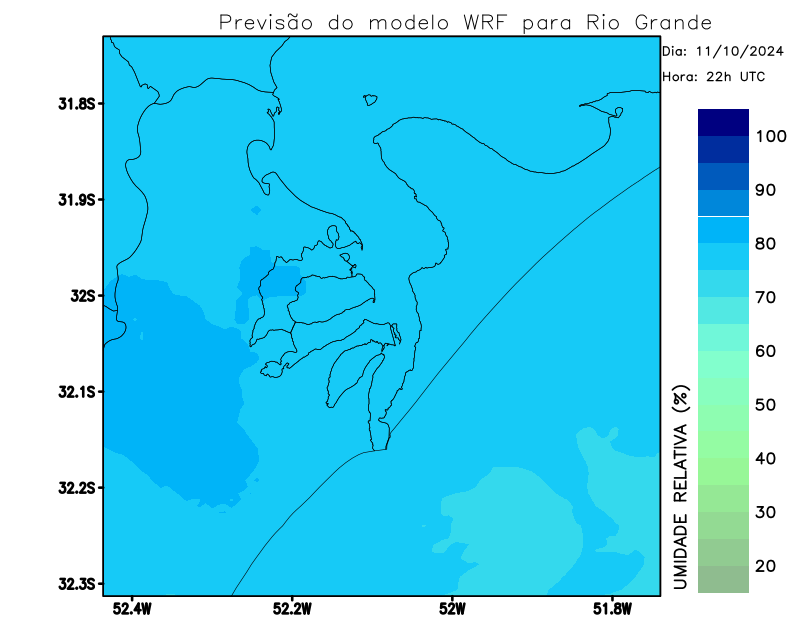 Previsão do modelo WRF para Rio Grande
Dia: 11/10/2024
Hora: 22h UTC
31.8S
31.9S
32S
32.1S
32.2S
32.3S
52.4W
52.2W
52W
51.8W
100
90
80
70
60
50
40
30
20
UMIDADE RELATIVA (%)